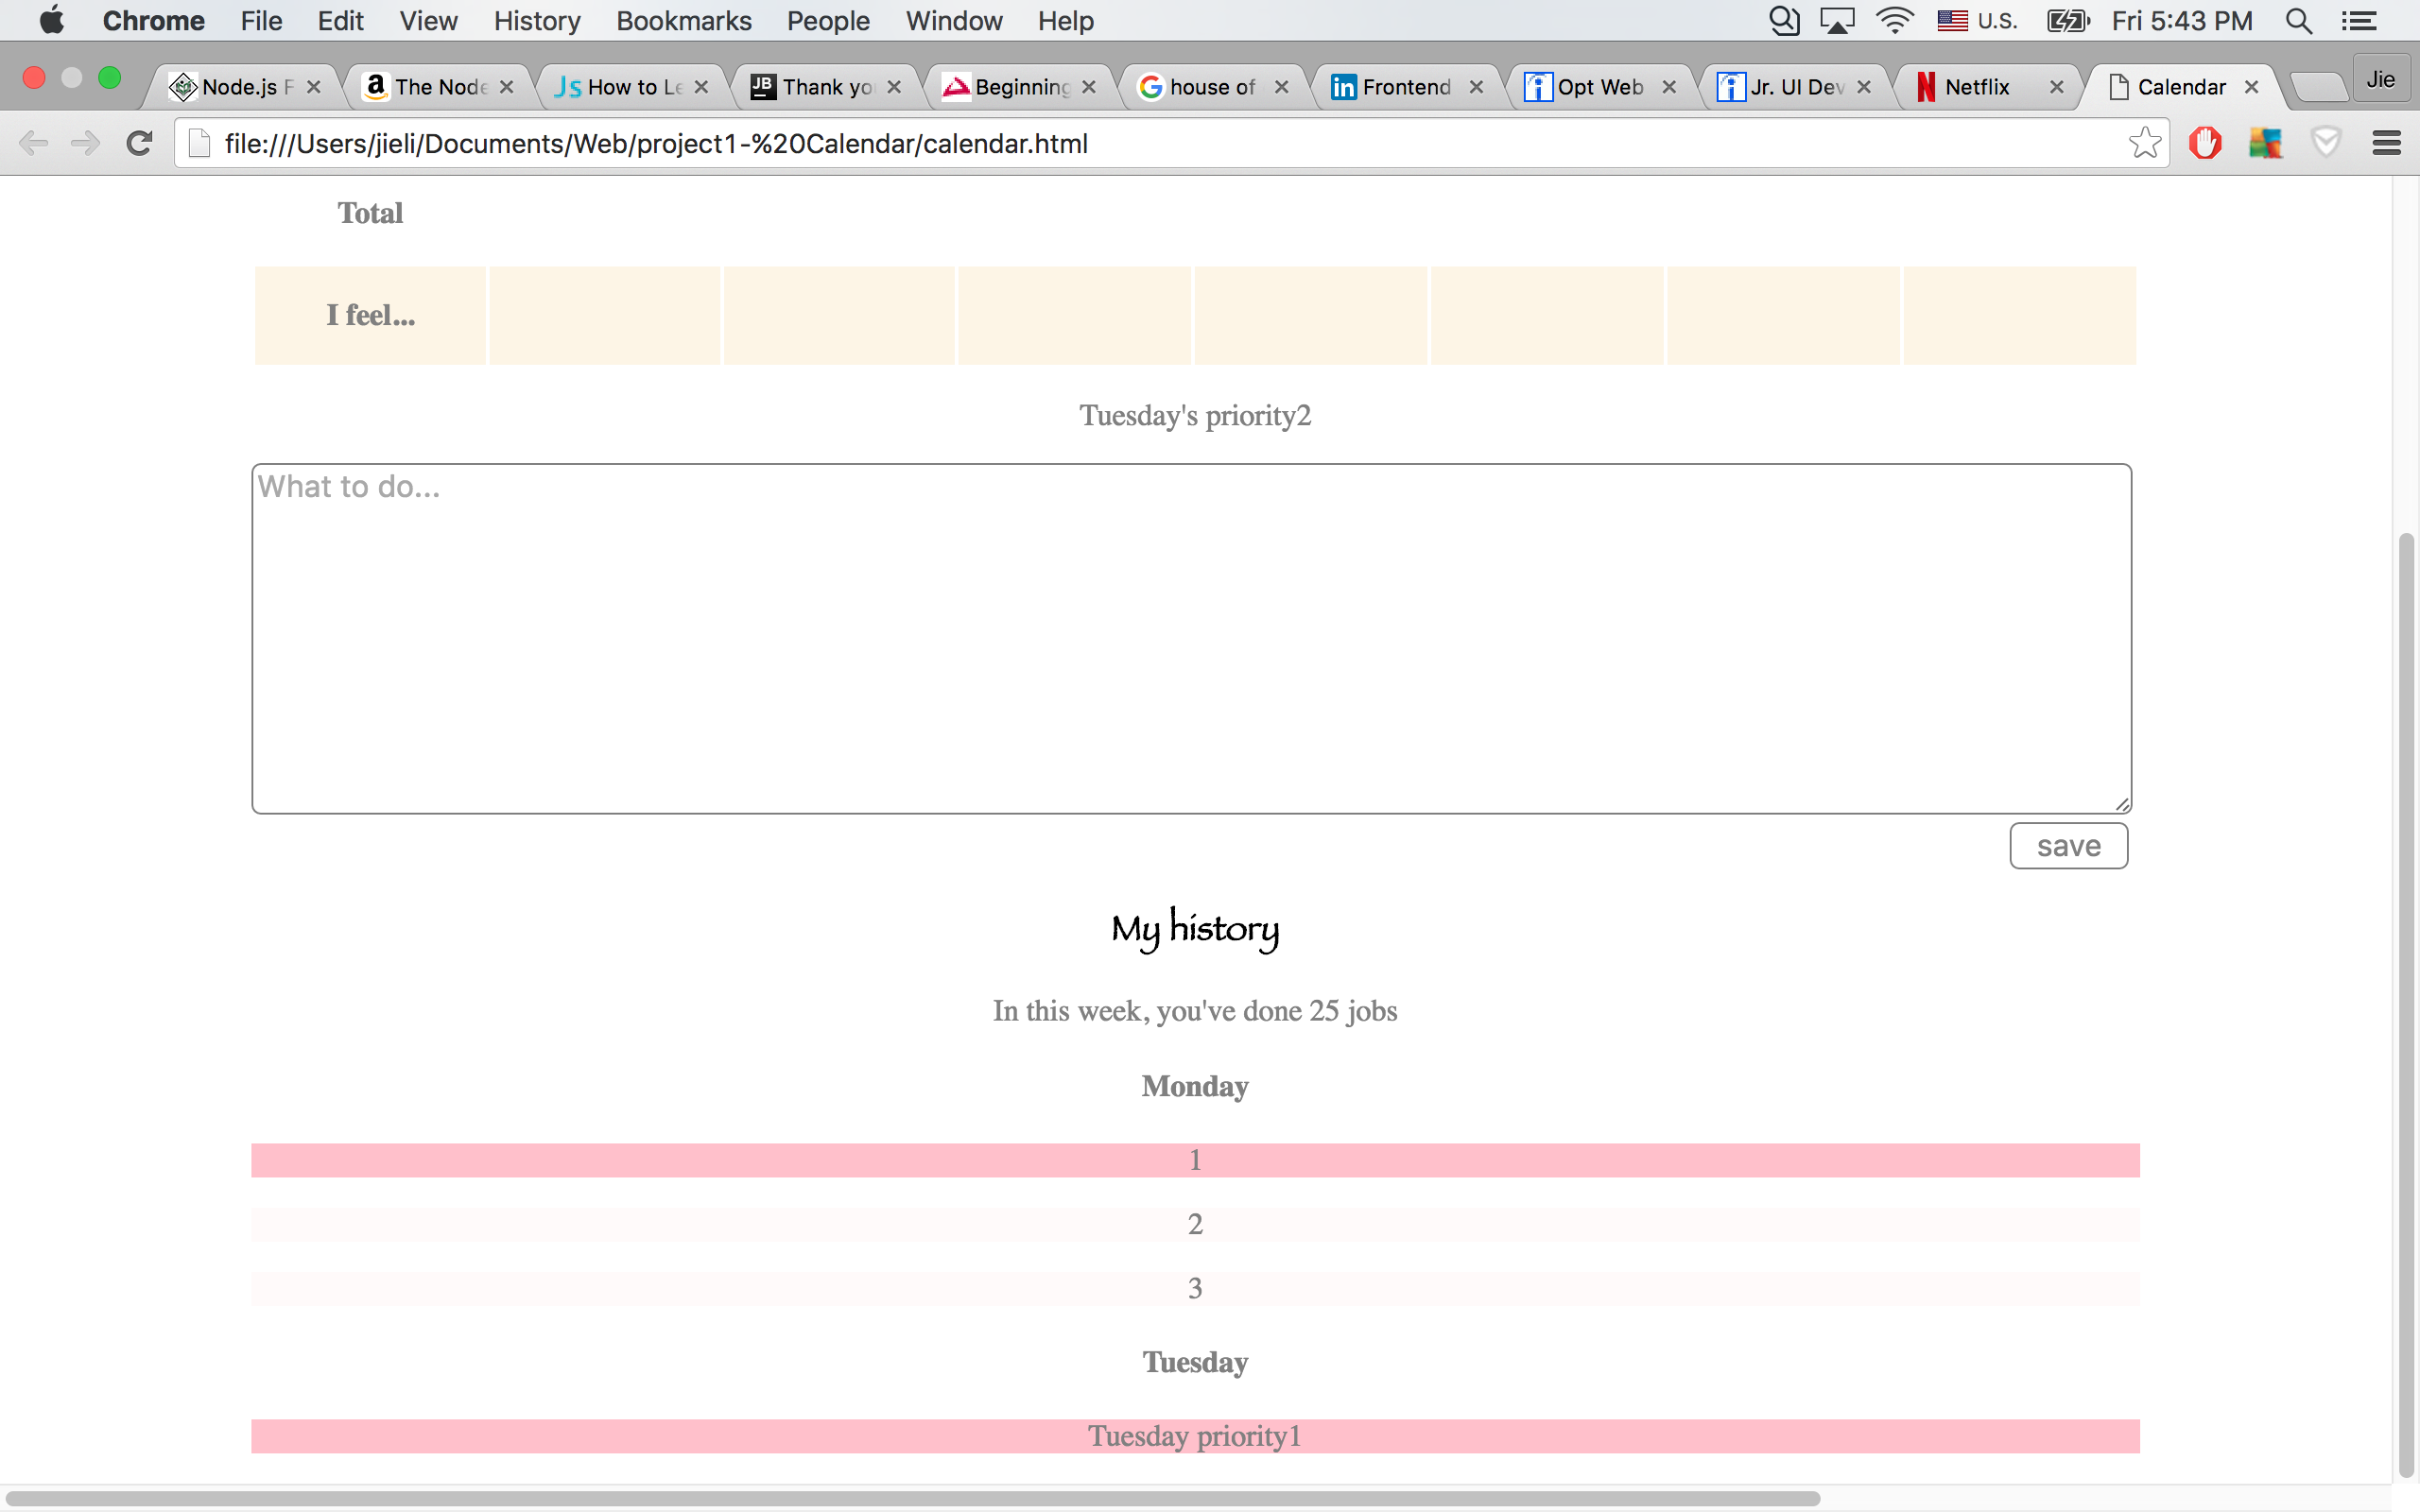 Chrome File Edit View History Bookmarks People Window Help U.S. Fri 5:43 PM
Node.js F The Node How to Le Thank yo Beginning house of Frontend Opt Web Jr. UI Dev Netflix Calendar Jie
file:///Users/jieli/Documents/Web/project1-%20Calendar/calendar.html
Total
I feel...
Tuesday's priority2
What to do...
save
My history
In this week, you've done 25 jobs
Monday
1
2
3
Tuesday
Tuesday priority1